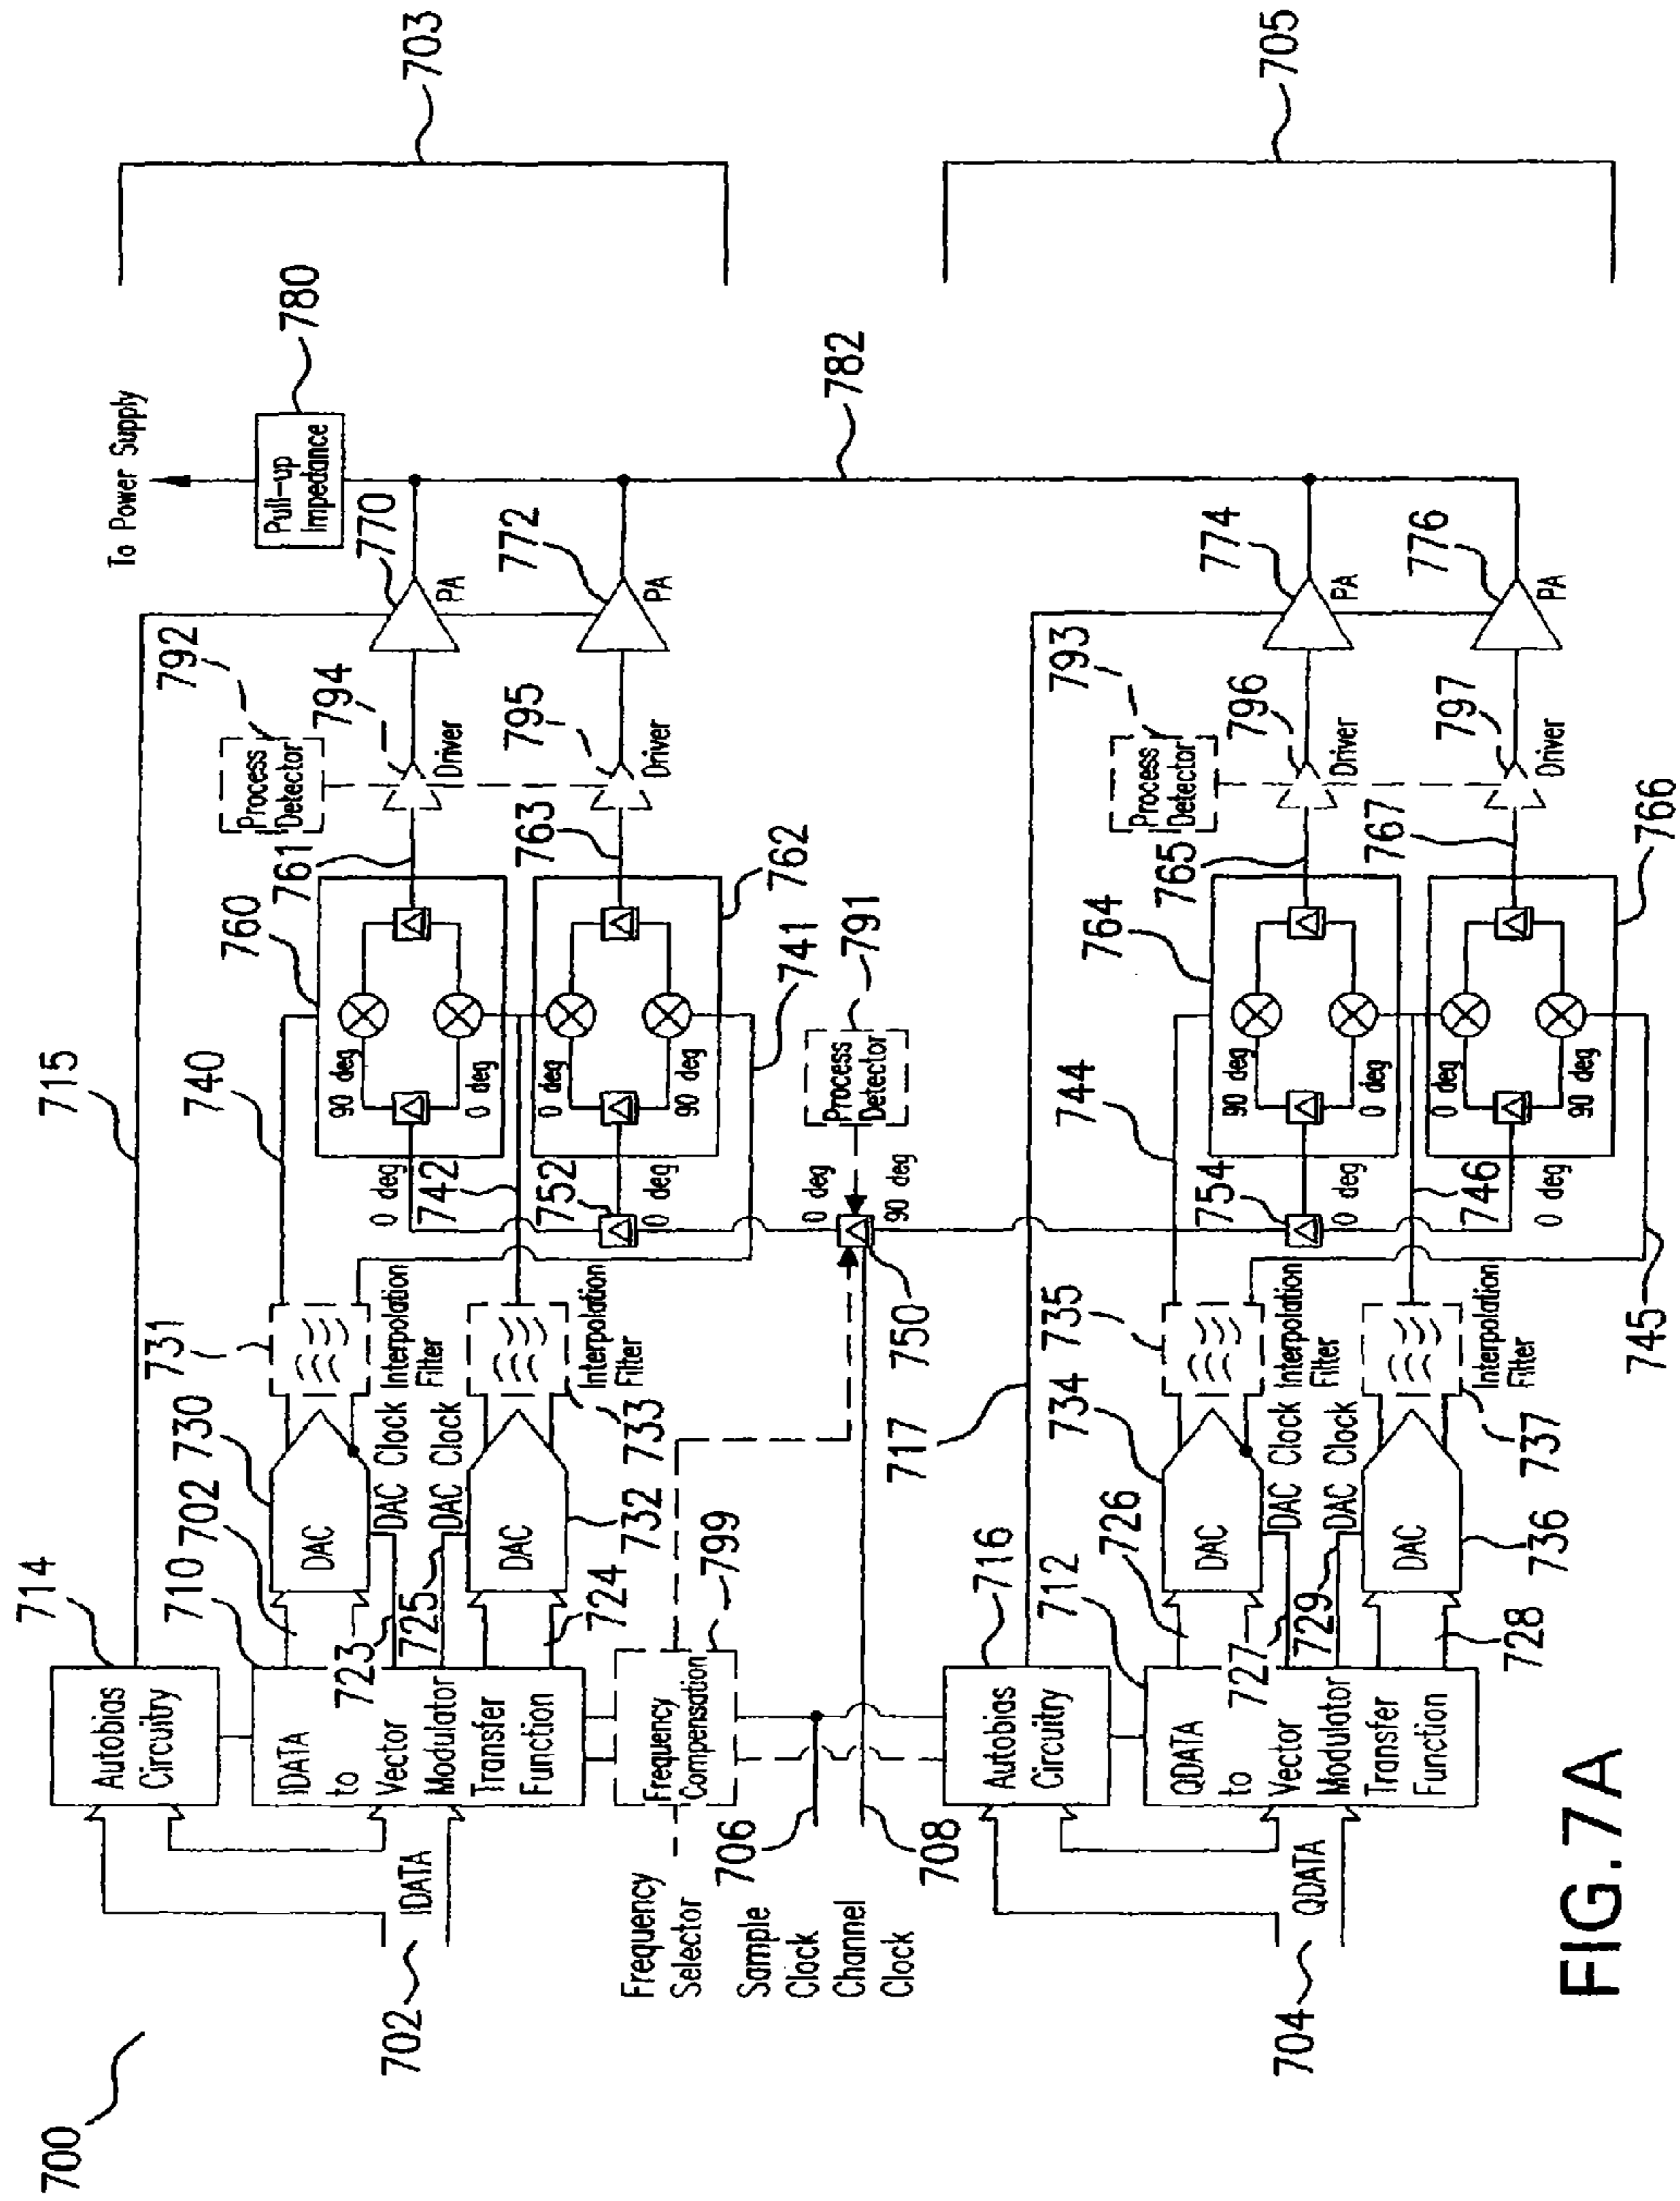 700
702
IDATA
714
Autobias
Circuitry
715
710
IDATA
to
Vector
Modulator
Transfer
Function
702
723
725
724
730
DAC
DAC Clock
DAC Clock
DAC
732
731
Interpolation
Filter
733
Interpolation
Filter
740
742
741
0 deg
752
0 deg
760
90 deg
0 deg
0 deg
90 deg
762
761
763
792
Process
Detector
794
Driver
795
Driver
770
PA
772
PA
To Power Supply
Pull-up
Impedance
780
782
703
Frequency
Selector
Frequency
Compensation
799
Sample
Clock
706
Channel
Clock
708
750
0 deg
90 deg
Process
Detector
791
704
QDATA
716
Autobias
Circuitry
717
712
QDATA
to
Vector
Modulator
Transfer
Function
726
727
729
728
734
DAC
DAC Clock
DAC Clock
DAC
736
735
Interpolation
Filter
737
Interpolation
Filter
744
746
745
754
0 deg
0 deg
764
90 deg
0 deg
0 deg
90 deg
766
765
767
793
Process
Detector
796
Driver
797
Driver
774
PA
776
PA
705
FIG. 7A